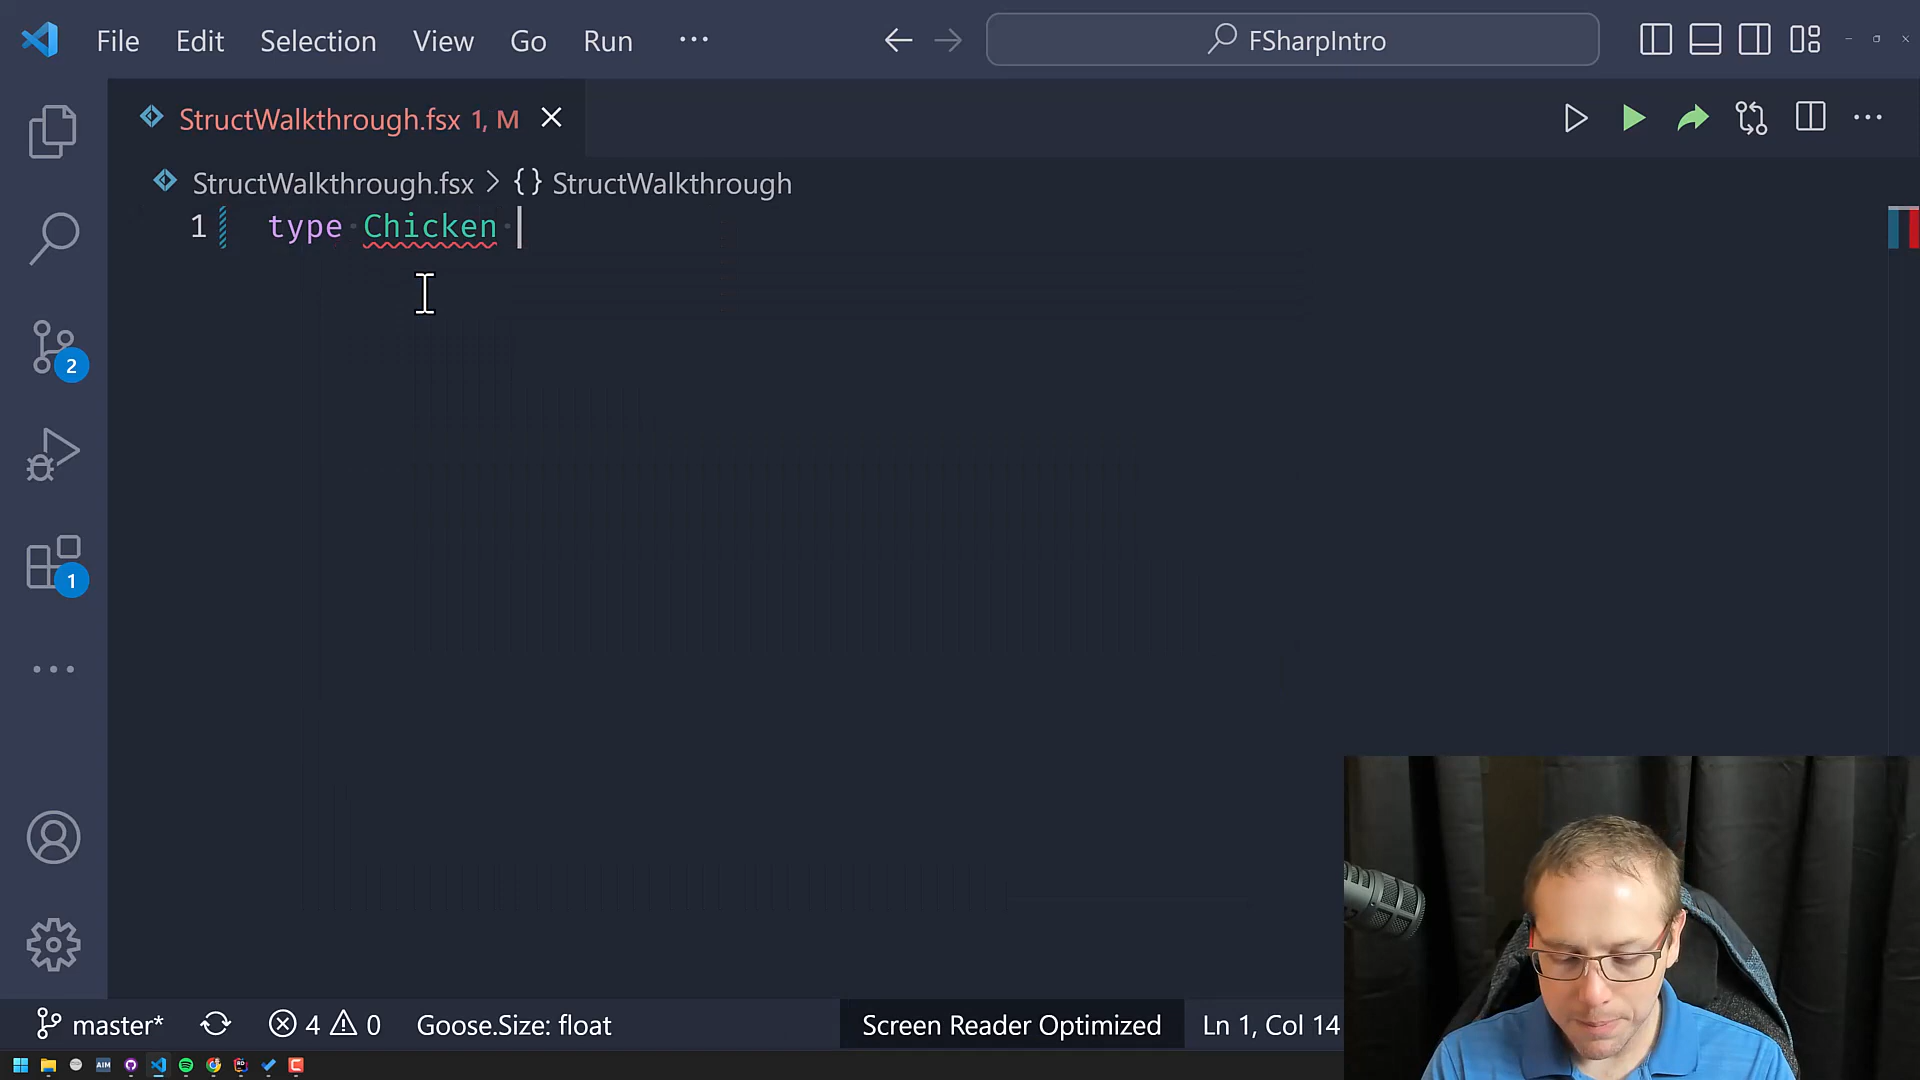 File Edit Selection View Go Run ··· FSharpIntro
StructWalkthrough.fsx 1, M
StructWalkthrough.fsx > {} StructWalkthrough
1 type Chicken
2
1
master* 4 0 Goose.Size: float Screen Reader Optimized Ln 1, Col 14
AIM